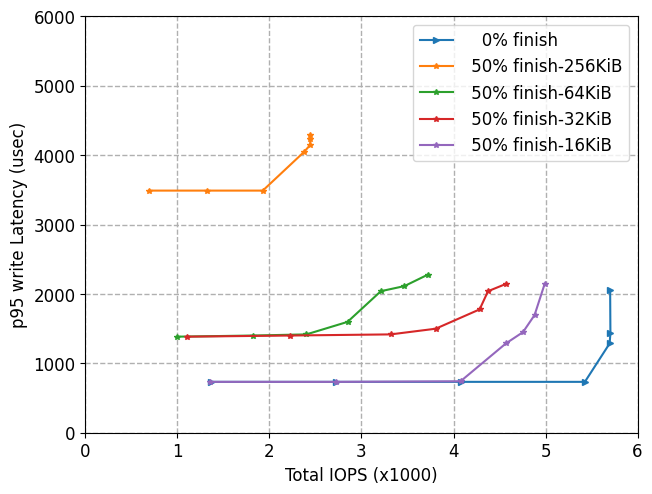 6000
5000
4000
3000
2000
1000
0
p95 write Latency (usec)
0% finish
50% finish-256KiB
50% finish-64KiB
50% finish-32KiB
50% finish-16KiB
0 1 2 3 4 5 6
Total IOPS (x1000)